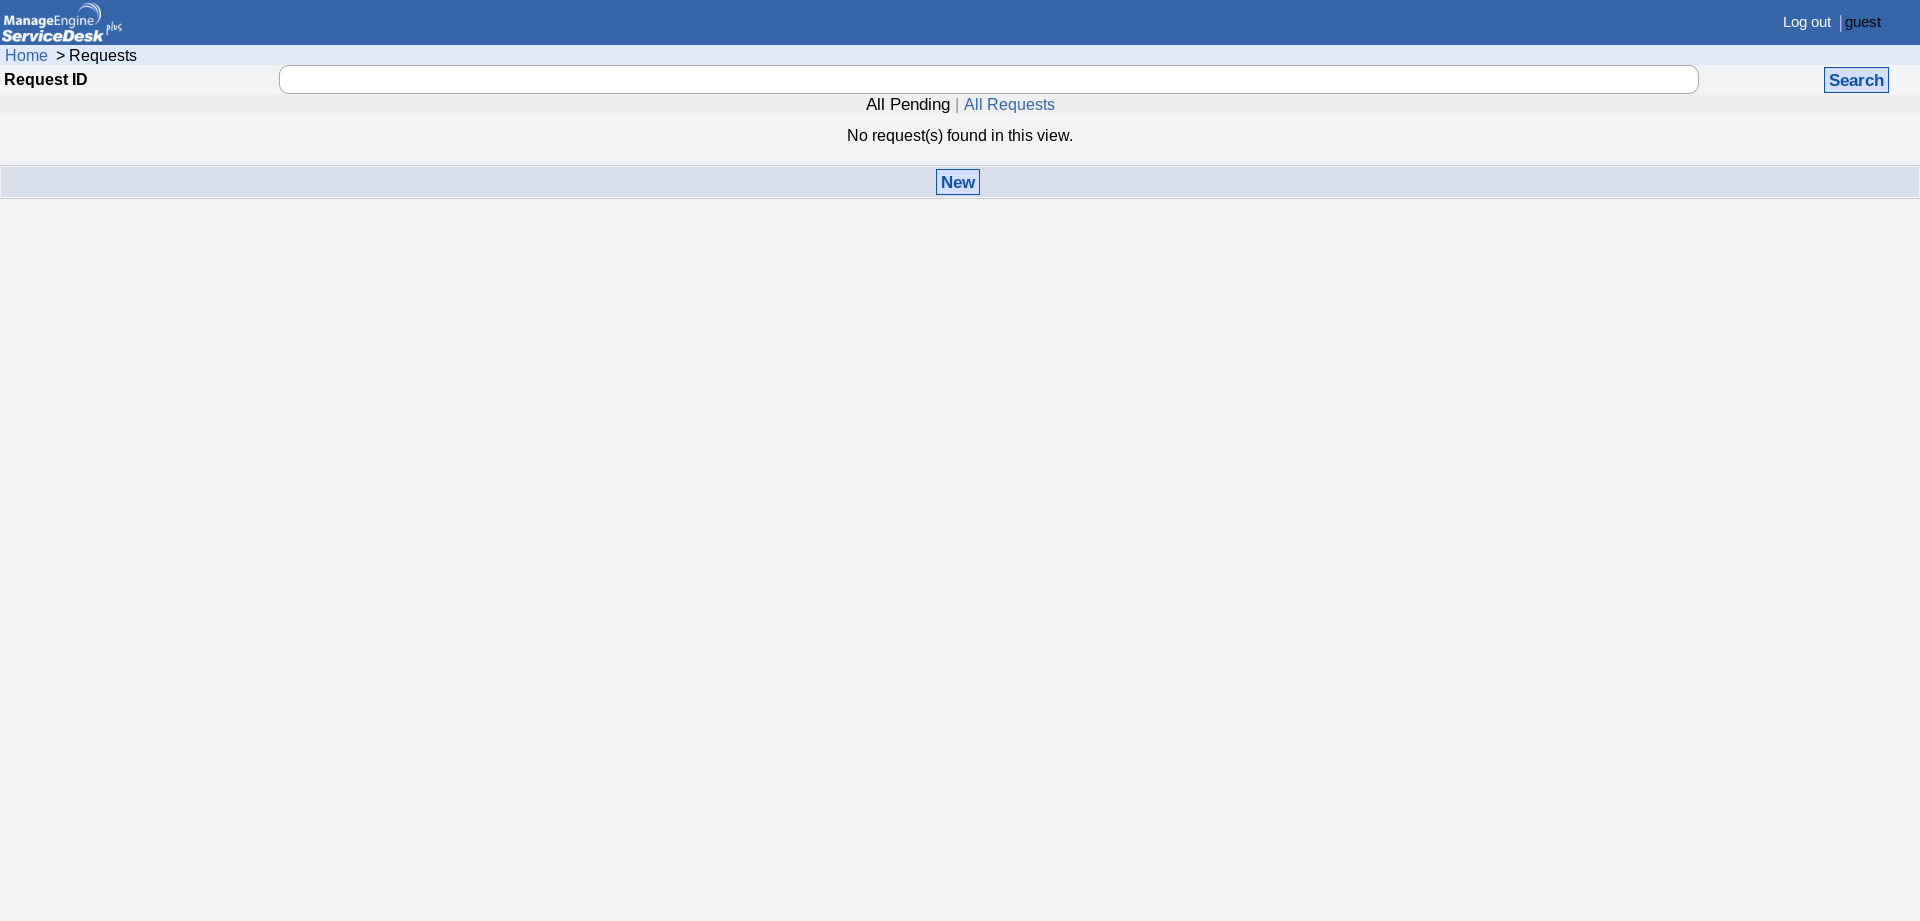 ManageEngine
ServiceDesk plus
Log out | guest
Home > Requests
Request ID Search
All Pending | All Requests
No request(s) found in this view.
New